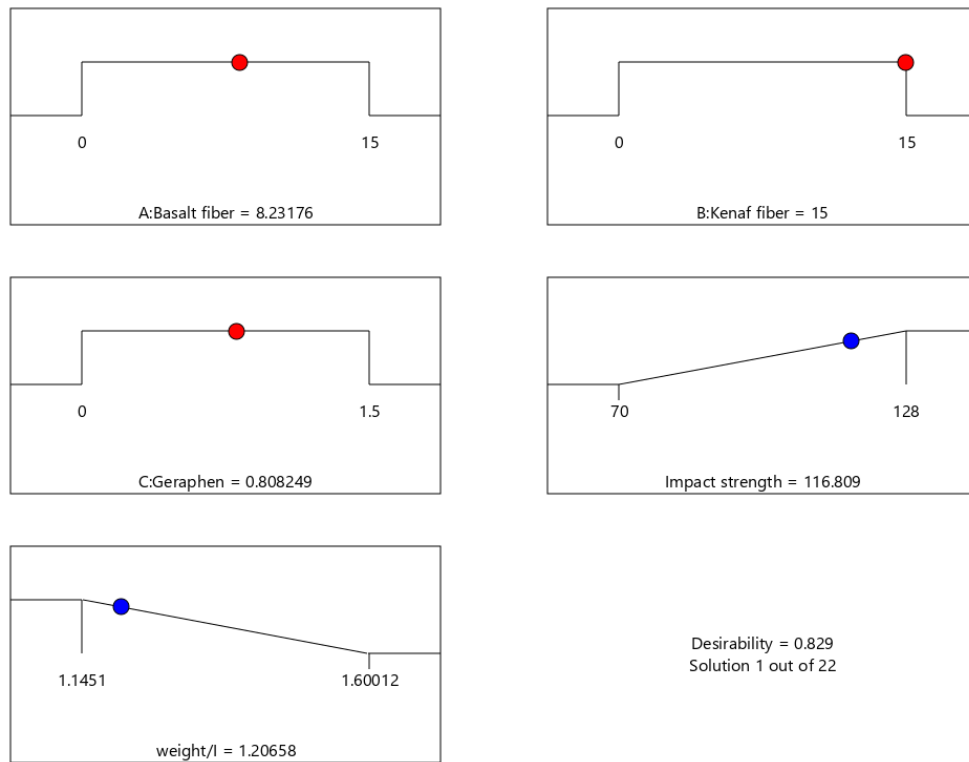 0 15
A:Basalt fiber = 8.23176
0 15
B:Kenaf fiber = 15
0 1.5
C:Geraphen = 0.808249
70 128
Impact strength = 116.809
1.1451 1.60012
weight/I = 1.20658
Desirability = 0.829
Solution 1 out of 22